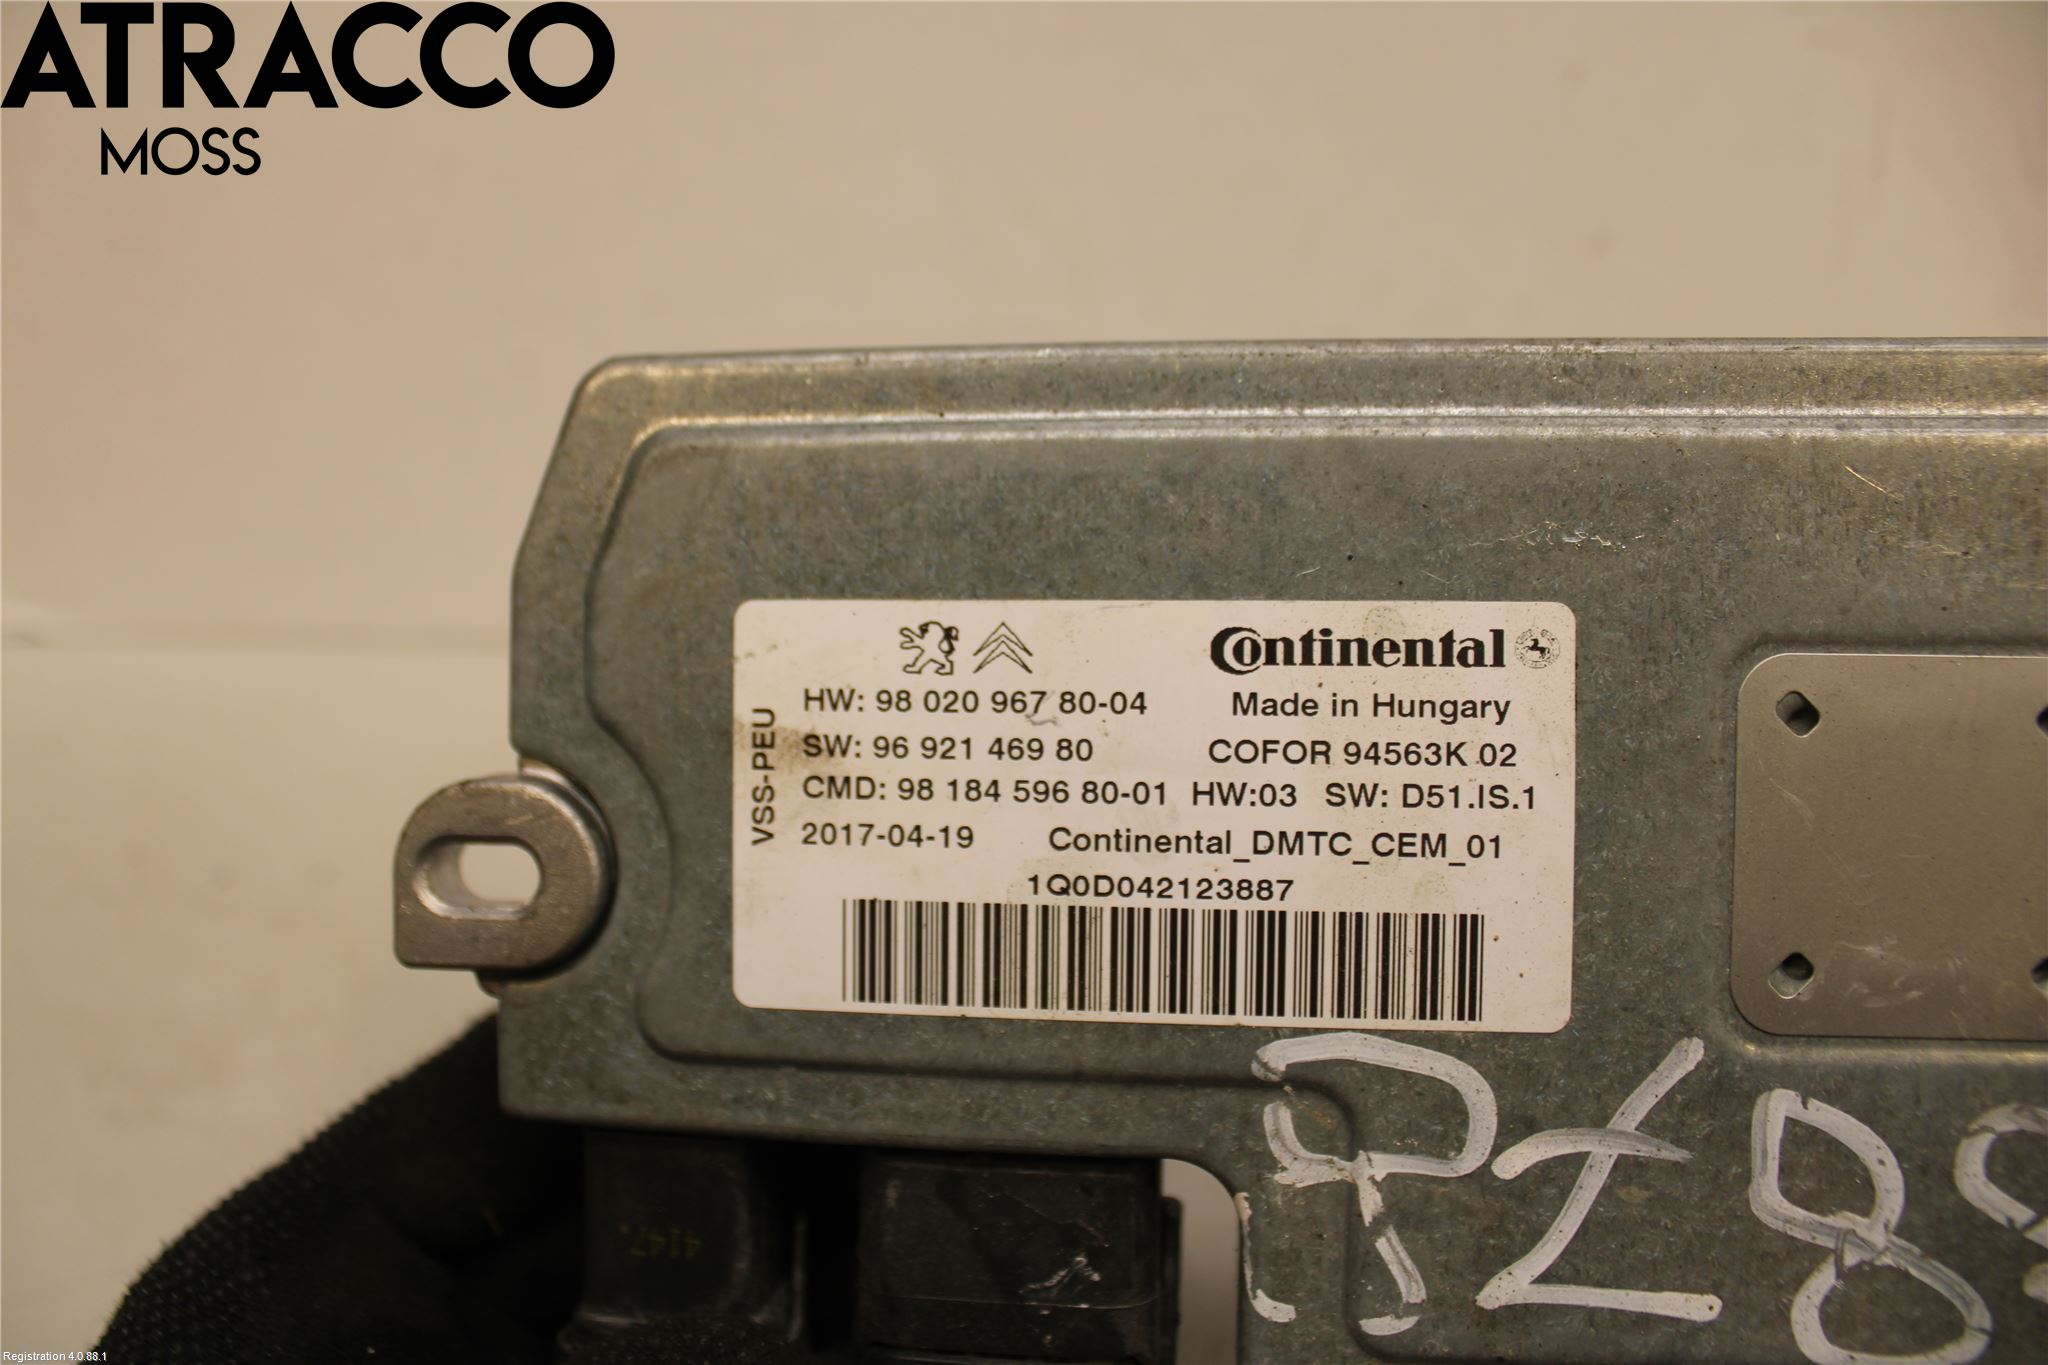 ATRACCO
MOSS
Continental
HW: 98 020 967 80-04
Made in Hungary
SW: 96 921 469 80
COFOR 94563K 02
CMD: 98 184 596 80-01 HW:03 SW: D51.IS.1
2017-04-19 Continental_DMTC_CEM_01
1Q0D042123887
VSS-PEU
4147.
Registration 4.0.88.1